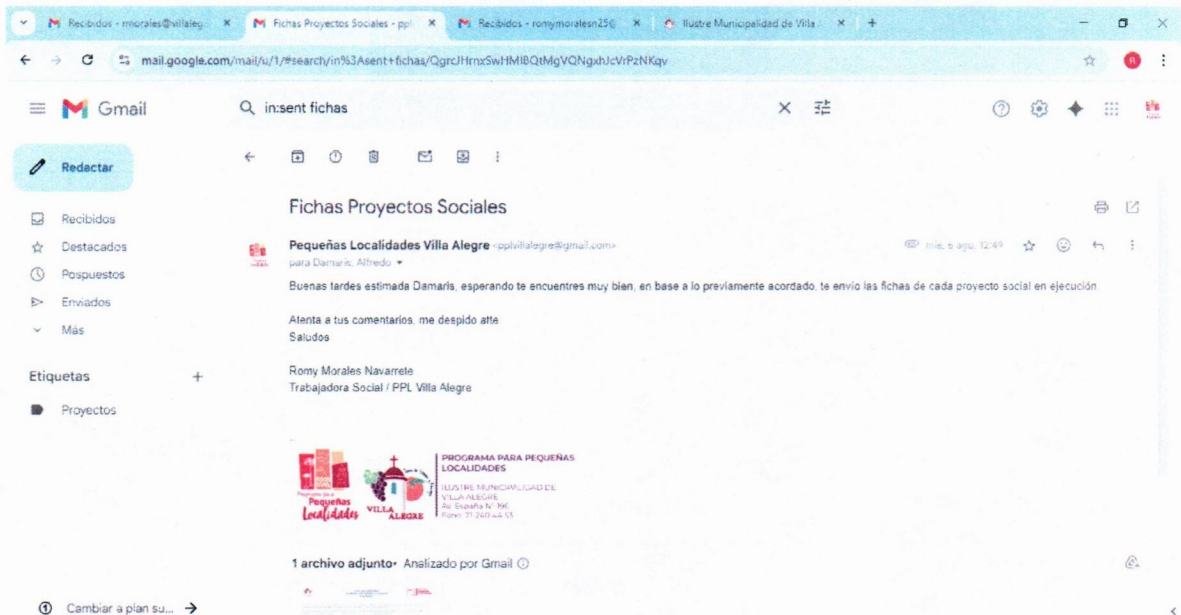 Recibidos - rmorales@villaleg
Fichas Proyectos Sociales - ppl
Recibidos - romymoralesn25@
Ilustre Municipalidad de Villa
mail.google.com/mail/u/1/#search/in%3Asent+fichas/
Gmail
in:sent fichas
Redactar
Recibidos
Destacados
Pospuestos
Enviados
Más
Etiquetas
Proyectos
Fichas Proyectos Sociales
Pequeñas Localidades Villa Alegre <pplvillalegre@gmail.com>
mié, 6 ago, 12:49
para Damaris, Alfredo
Buenas tardes estimada Damaris, esperando te encuentres muy bien, en base a lo previamente acordado, te envío las fichas de cada proyecto social en ejecución.
Atenta a tus comentarios, me despido atte
Saludos
Romy Morales Navarrete
Trabajadora Social / PPL Villa Alegre
Pequeñas
Localidades
VILLA
ALEGRE
PROGRAMA PARA PEQUEÑAS
LOCALIDADES
ILUSTRE MUNICIPALIDAD DE
VILLA ALEGRE
Av. España N° 196
1 archivo adjunto• Analizado por Gmail
Cambiar a plan su...